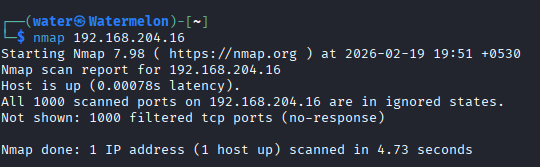 ┌──(water㉿Watermelon)-[~]
└─$ nmap 192.168.204.16
Starting Nmap 7.98 ( https://nmap.org ) at 2026-02-19 19:51 +0530
Nmap scan report for 192.168.204.16
Host is up (0.00078s latency).
All 1000 scanned ports on 192.168.204.16 are in ignored states.
Not shown: 1000 filtered tcp ports (no-response)

Nmap done: 1 IP address (1 host up) scanned in 4.73 seconds